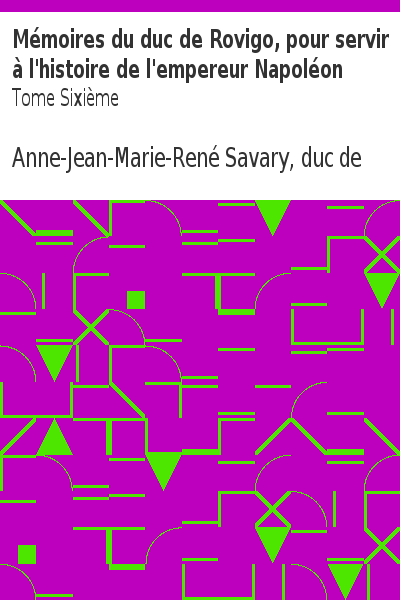 Mémoires du duc de Rovigo, pour servir
à l'histoire de l'empereur Napoléon
Tome Sixième
Anne-Jean-Marie-René Savary, duc de